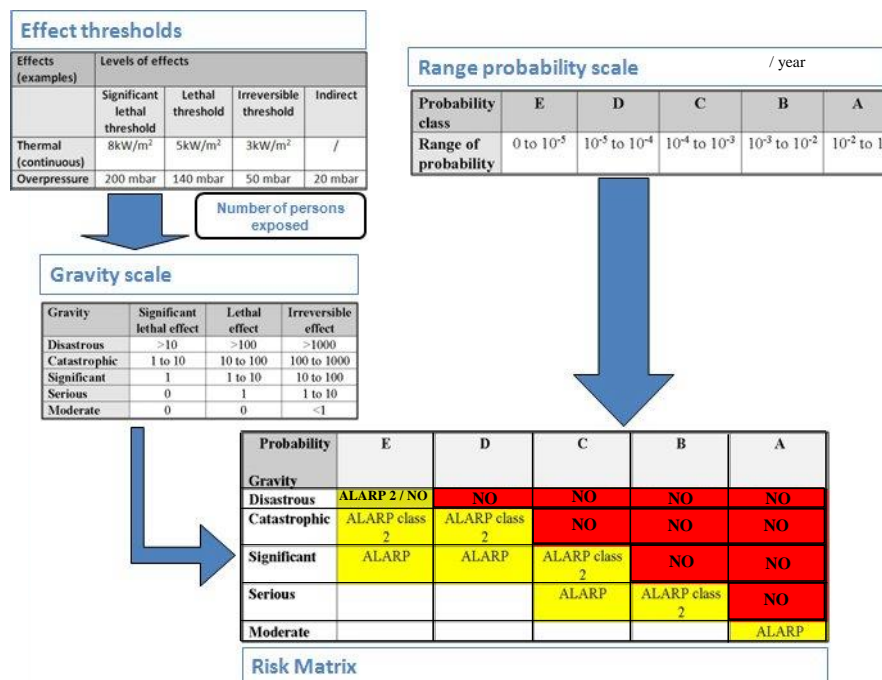 Effect thresholds
Effects (examples) Levels of effects
Significant lethal threshold Lethal threshold Irreversible threshold Indirect
Thermal (continuous) 8kW/m² 5kW/m² 3kW/m² /
Overpressure 200 mbar 140 mbar 50 mbar 20 mbar
Number of persons
exposed
Range probability scale / year
Probability class E D C B A
Range of probability 0 to 10⁻⁵ 10⁻⁵ to 10⁻⁴ 10⁻⁴ to 10⁻³ 10⁻³ to 10⁻² 10⁻² to 1
Gravity scale
Gravity Significant lethal effect Lethal effect Irreversible effect
Disastrous >10 >100 >1000
Catastrophic 1 to 10 10 to 100 100 to 1000
Significant 1 1 to 10 10 to 100
Serious 0 1 1 to 10
Moderate 0 0 <1
Probability E D C B A
Gravity
Disastrous ALARP 2 / NO NO NO NO NO
Catastrophic ALARP class 2 ALARP class 2 NO NO NO
Significant ALARP ALARP ALARP class 2 NO NO
Serious ALARP ALARP class 2 NO
Moderate ALARP
Risk Matrix